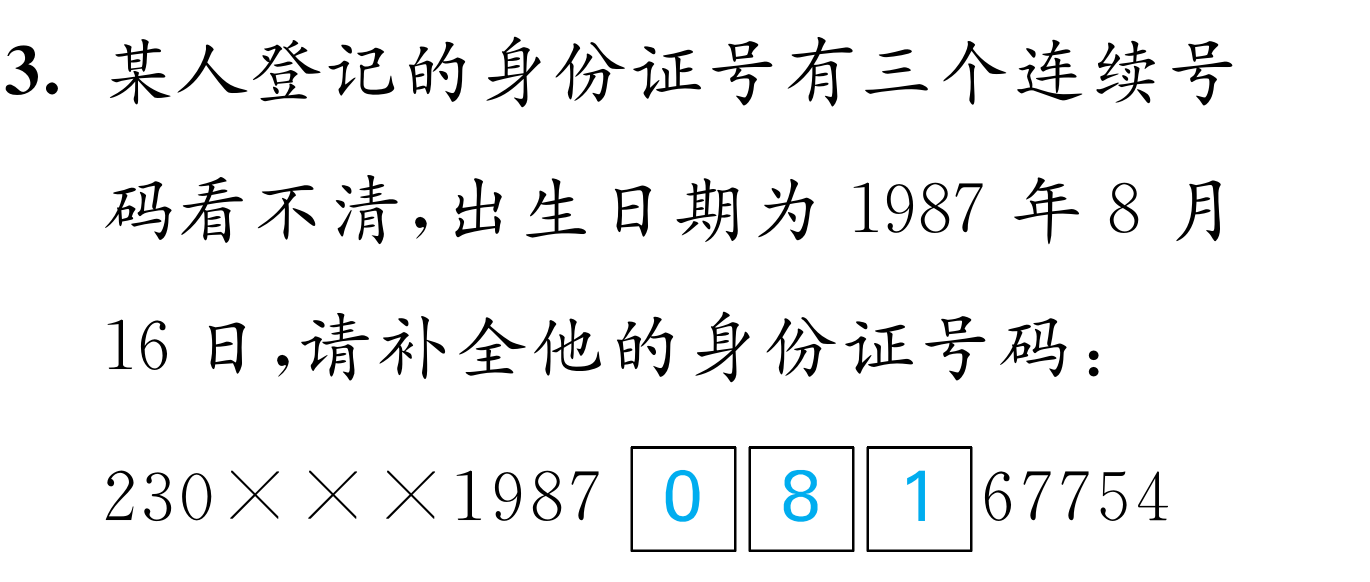 3. 某人登记的身份证号有三个连续号
码看不清,出生日期为 1987 年 8 月
16 日,请补全他的身份证号码:
230×××1987 0 8 1 67754